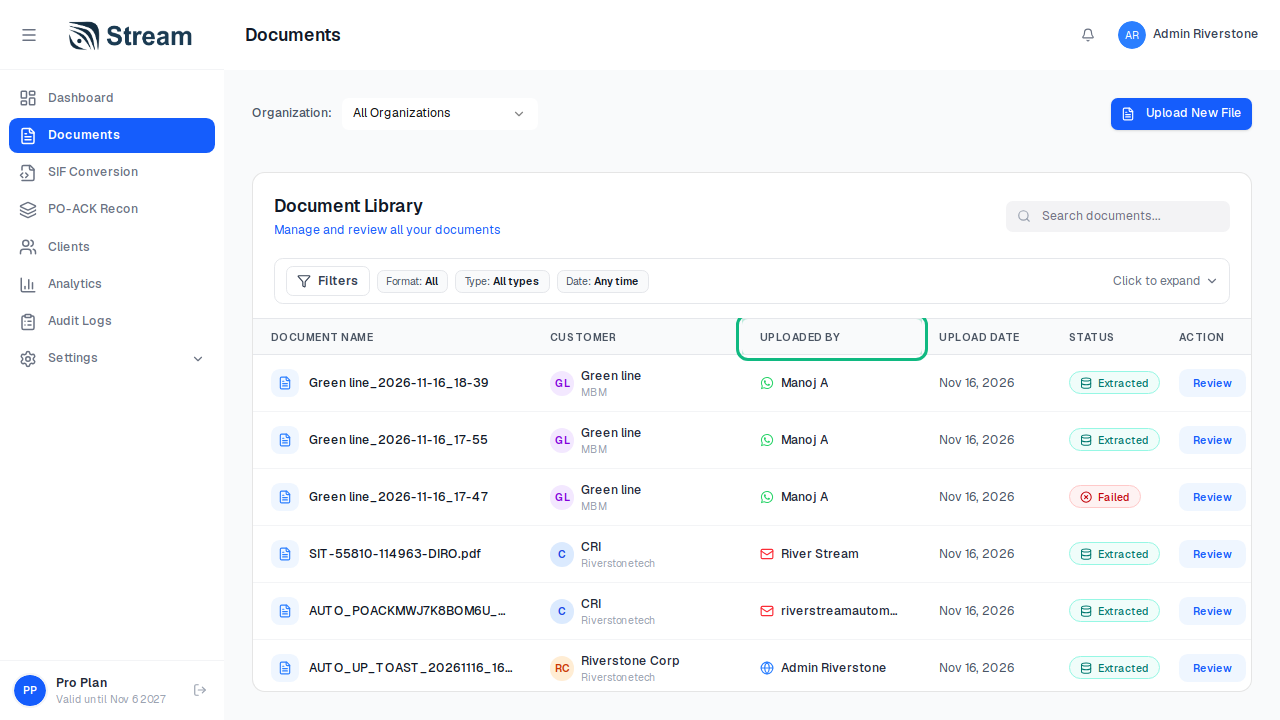 Stream
Documents
AR
Admin Riverstone
Dashboard
Documents
SIF Conversion
PO-ACK Recon
Clients
Analytics
Audit Logs
Settings
Organization:
All Organizations
Upload New File
Document Library
Manage and review all your documents
Search documents...
Filters
Format: All
Type: All types
Date: Any time
Click to expand
DOCUMENT NAME
CUSTOMER
UPLOADED BY
UPLOAD DATE
STATUS
ACTION
Green line_2026-11-16_18-39
GL
Green line
MBM
Manoj A
Nov 16, 2026
Extracted
Review
Green line_2026-11-16_17-55
GL
Green line
MBM
Manoj A
Nov 16, 2026
Extracted
Review
Green line_2026-11-16_17-47
GL
Green line
MBM
Manoj A
Nov 16, 2026
Failed
Review
SIT-55810-114963-DIRO.pdf
C
CRI
Riverstonetech
River Stream
Nov 16, 2026
Extracted
Review
AUTO_POACKMWJ7K8BOM6U_...
C
CRI
Riverstonetech
riverstreamautom...
Nov 16, 2026
Extracted
Review
AUTO_UP_TOAST_20261116_16...
RC
Riverstone Corp
Riverstonetech
Admin Riverstone
Nov 16, 2026
Extracted
Review
PP
Pro Plan
Valid until Nov 6 2027